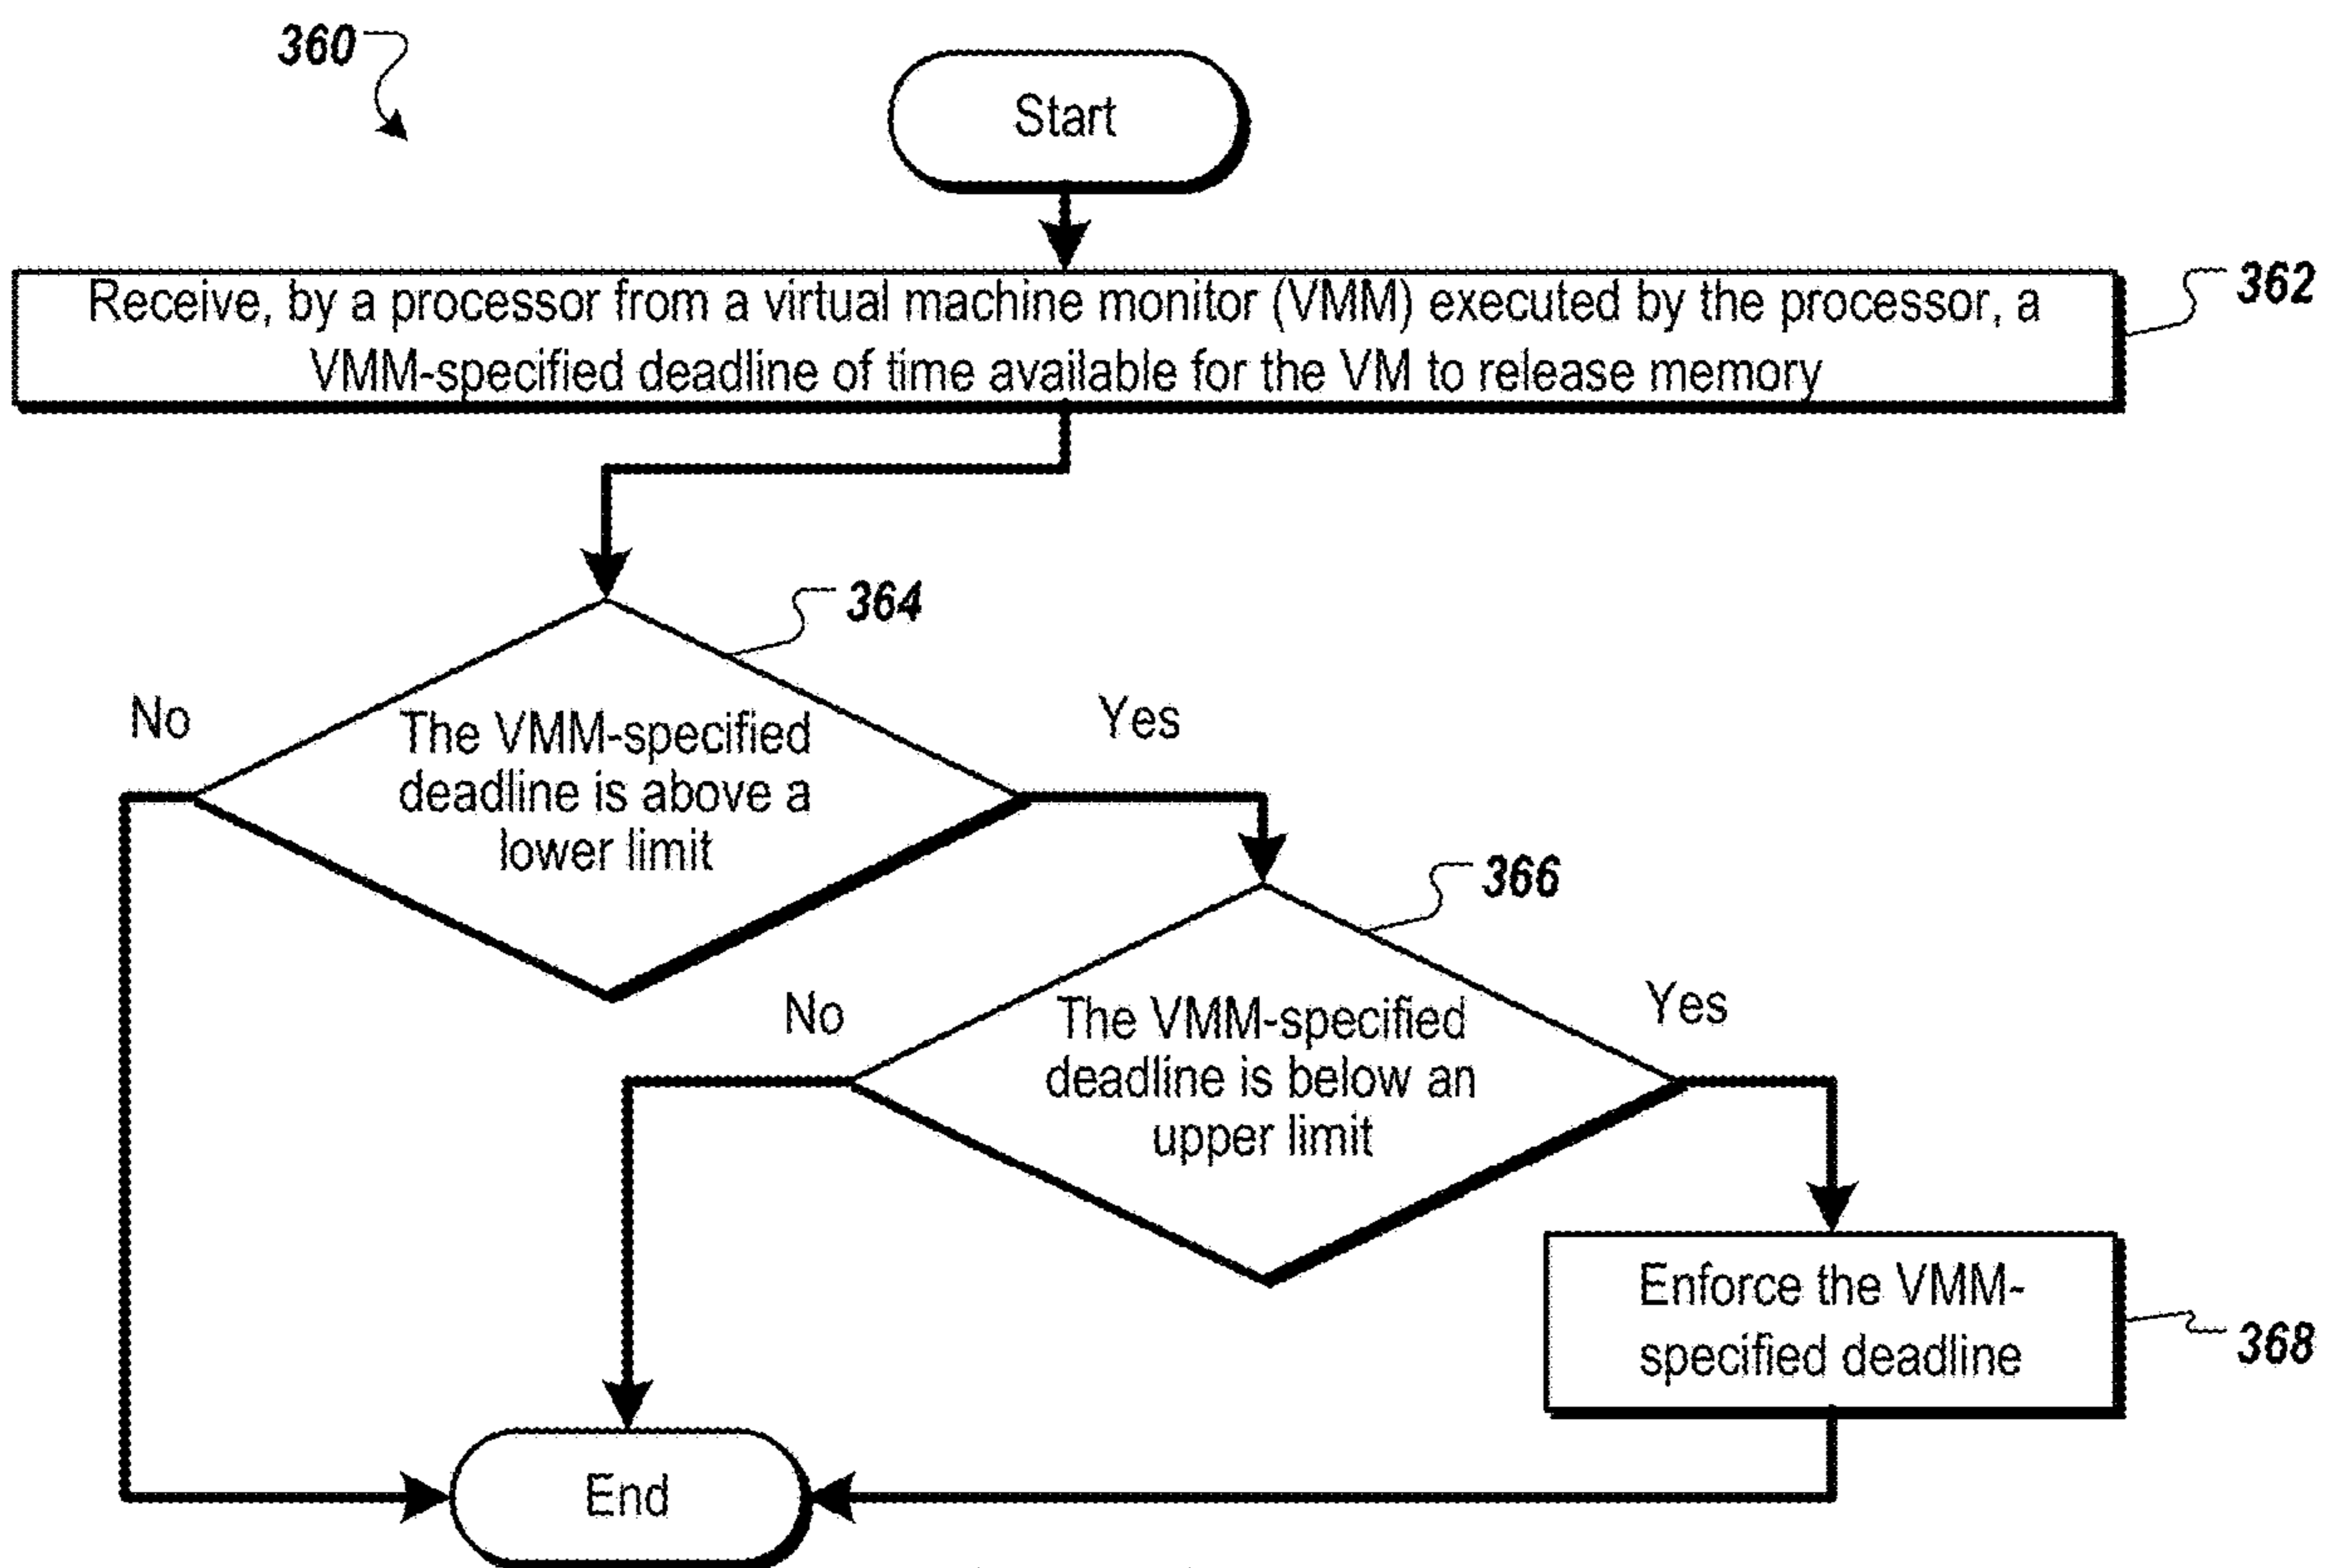 360
Start
Receive, by a processor from a virtual machine monitor (VMM) executed by the processor, a
VMM-specified deadline of time available for the VM to release memory
362
364
No
Yes
The VMM-specified
deadline is above a
lower limit
366
No
Yes
The VMM-specified
deadline is below an
upper limit
Enforce the VMM-
specified deadline
368
End